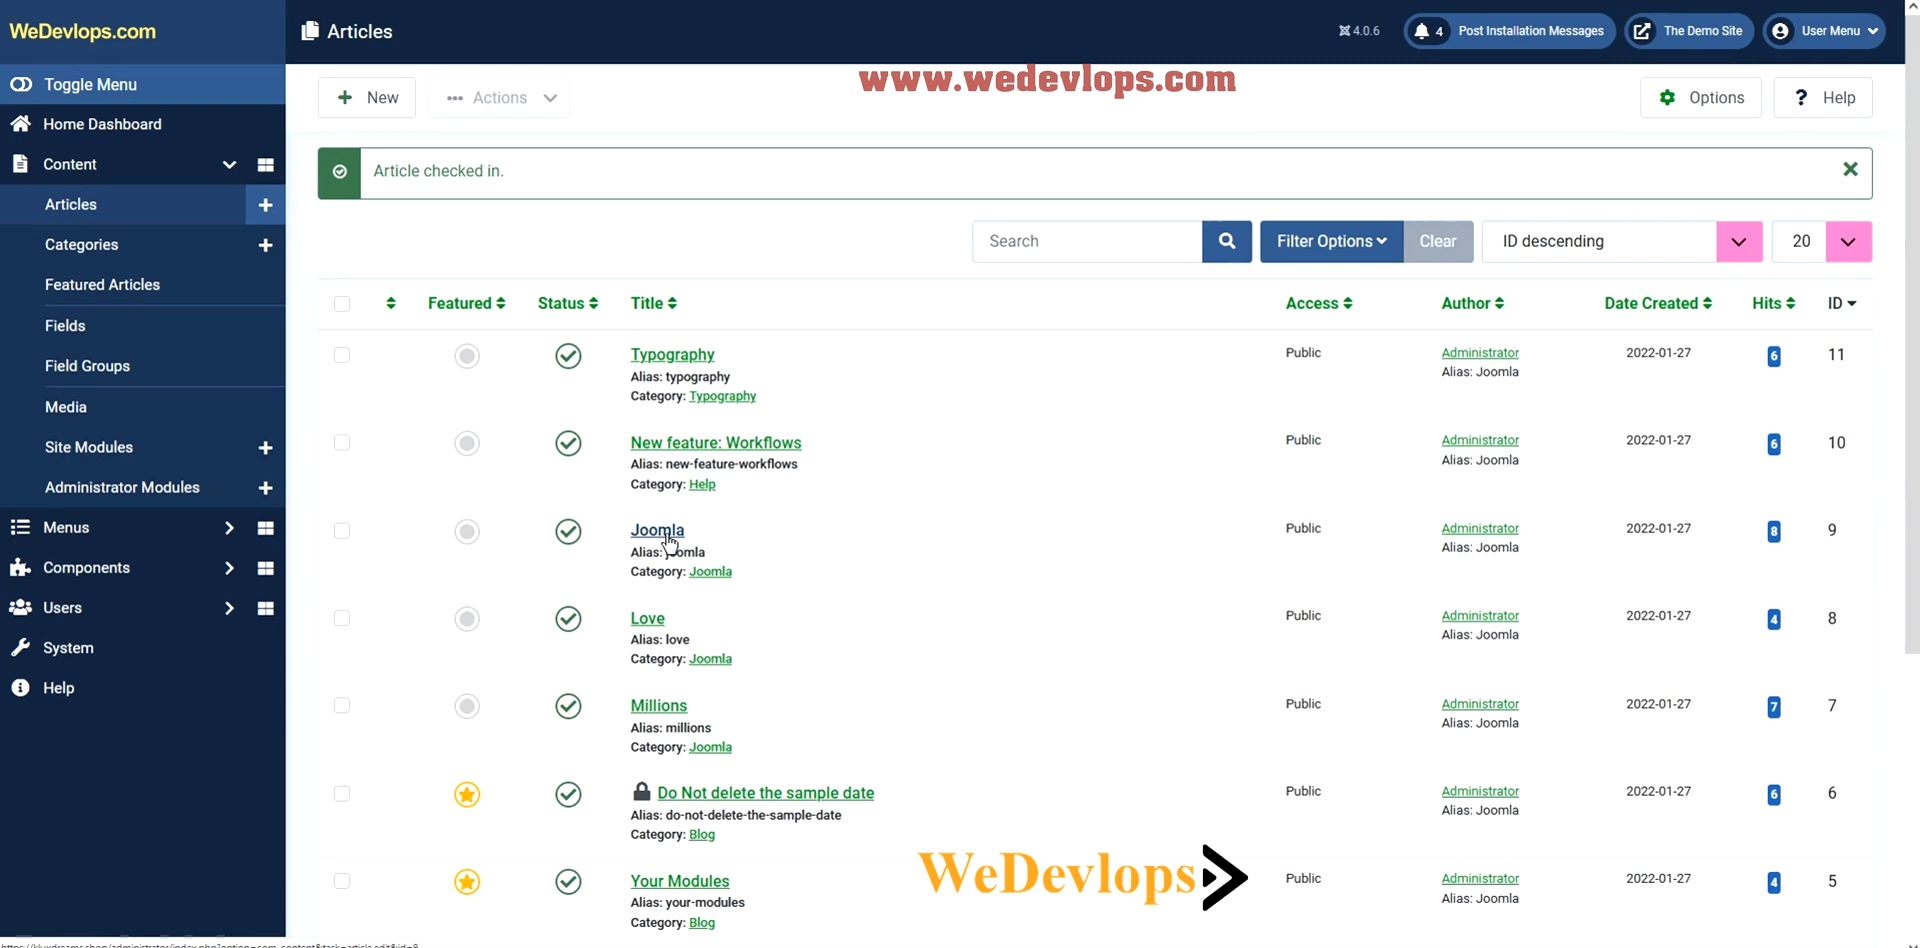 WeDevlops.com
Articles
4.0.6
4 Post Installation Messages
The Demo Site
User Menu
Toggle Menu
Home Dashboard
Content
Articles
Categories
Featured Articles
Fields
Field Groups
Media
Site Modules
Administrator Modules
Menus
Components
Users
System
Help
www.wedevlops.com
New
Actions
Options
? Help
Article checked in.
Search
Filter Options
Clear
ID descending
20
Featured Status Title Access Author Date Created Hits ID
Typography Public Administrator 2022-01-27 6 11
Alias: typography Alias: Joomla
Category: Typography
New feature: Workflows Public Administrator 2022-01-27 6 10
Alias: new-feature-workflows Alias: Joomla
Category: Help
Joomla Public Administrator 2022-01-27 8 9
Alias: joomla Alias: Joomla
Category: Joomla
Love Public Administrator 2022-01-27 4 8
Alias: love Alias: Joomla
Category: Joomla
Millions Public Administrator 2022-01-27 7 7
Alias: millions Alias: Joomla
Category: Joomla
Do Not delete the sample date Public Administrator 2022-01-27 6 6
Alias: do-not-delete-the-sample-date Alias: Joomla
Category: Blog
Your Modules Public Administrator 2022-01-27 4 5
Alias: your-modules Alias: Joomla
Category: Blog
WeDevlops